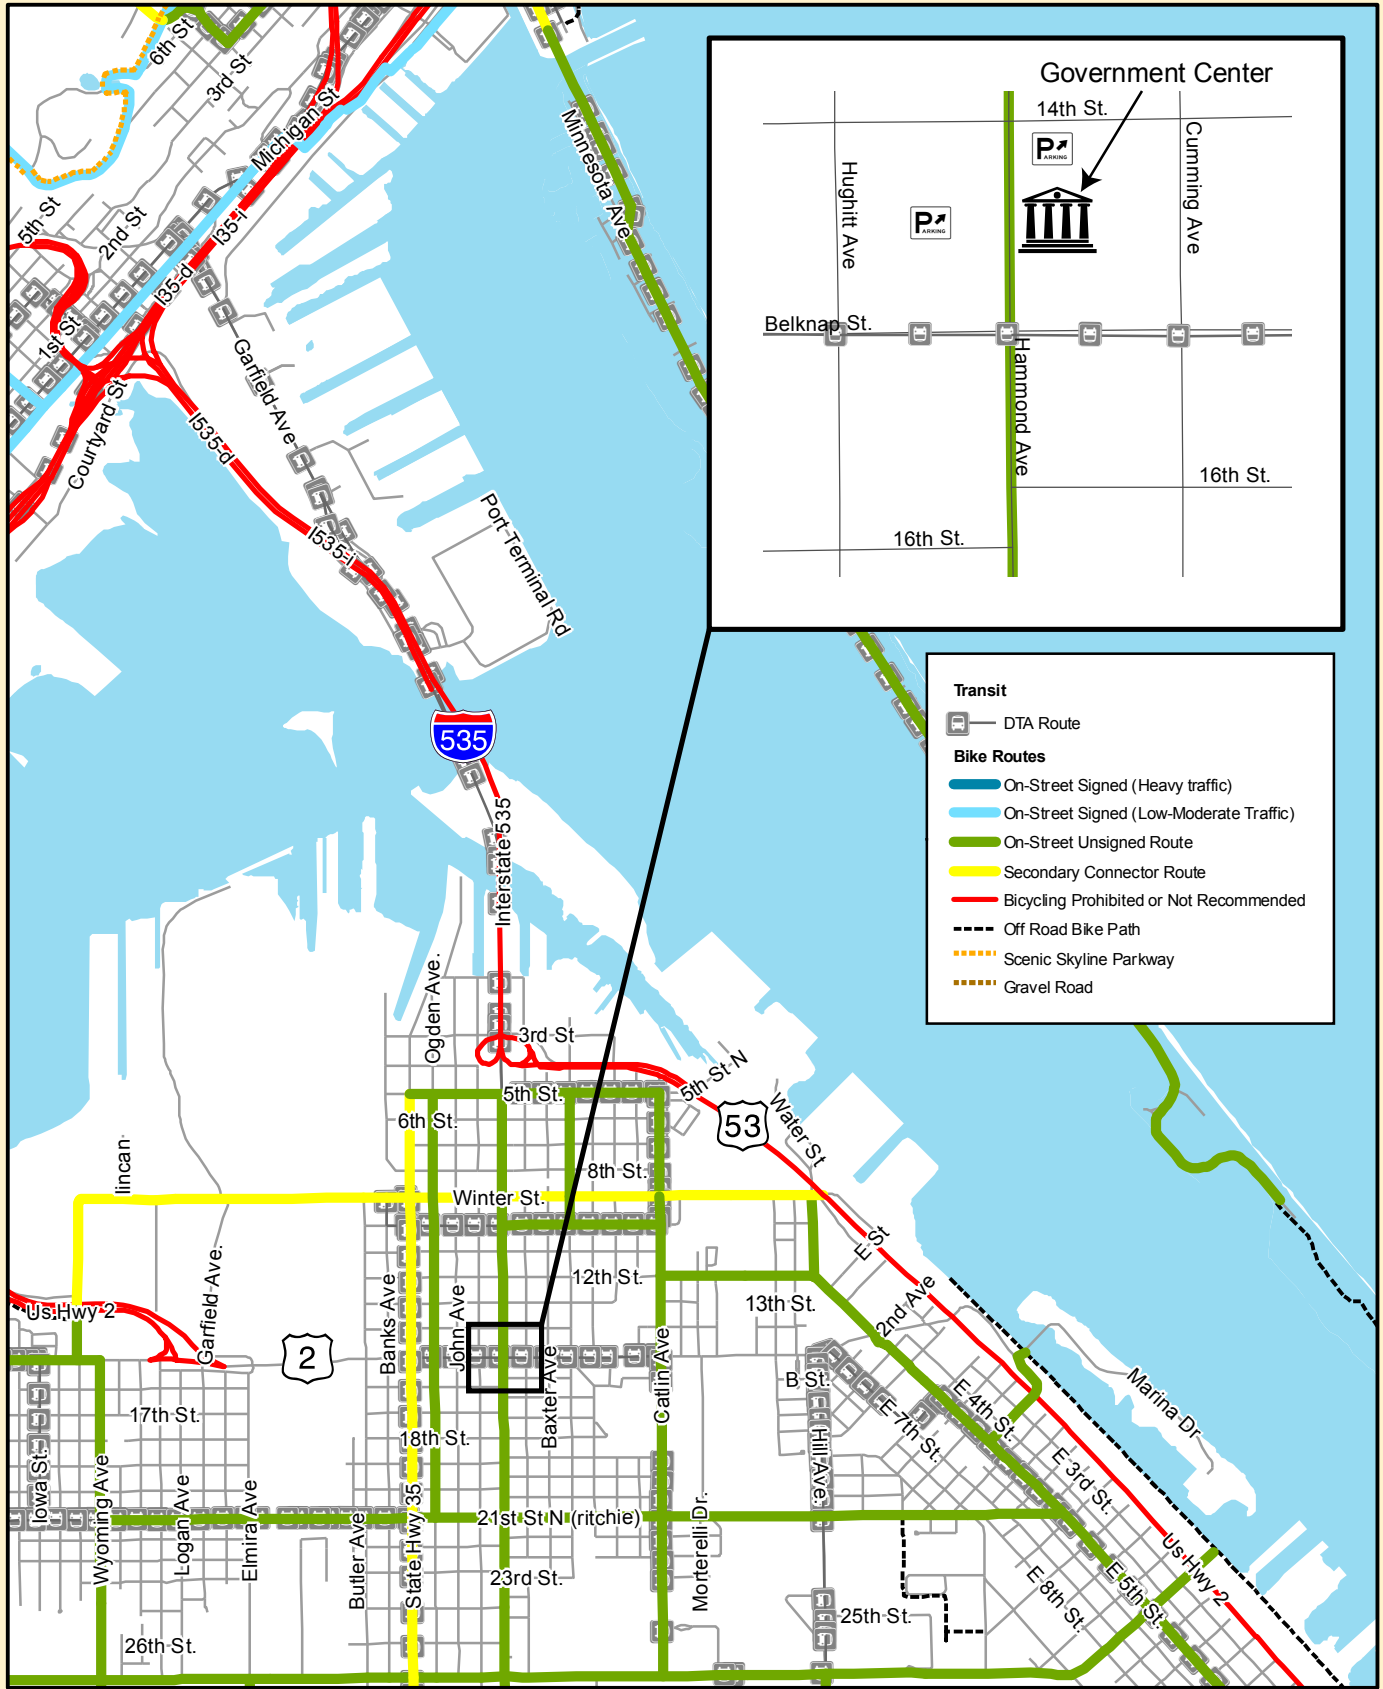 6th St
3rd St
Michigan St
5th St
2nd St
I35-i
I35-d
1st St
Courtyard St
Garfield Ave
I535-d
I535-i
Port Terminal Rd
Minnesota Ave
Government Center
14th St.
P
ARKING
P
ARKING
Hughitt Ave
Cumming Ave
Belknap St.
Hammond Ave
16th St.
16th St.
Transit
DTA Route
Bike Routes
On-Street Signed (Heavy traffic)
On-Street Signed (Low-Moderate Traffic)
On-Street Unsigned Route
Secondary Connector Route
Bicycling Prohibited or Not Recommended
Off Road Bike Path
Scenic Skyline Parkway
Gravel Road
535
Interstate 535
Ogden Ave.
3rd St
5th St N
5th St.
6th St.
53
Water St
lincan
8th St.
Winter St.
E St
Garfield Ave.
12th St.
13th St.
2nd Ave
Us Hwy 2
2
Banks Ave
John Ave
Baxter Ave
Catlin Ave
B St.
Marina Dr
E 4th St.
E 7th St.
17th St.
18th St.
Iowa St.
Wyoming Ave
Logan Ave
Elmira Ave
Butler Ave
State Hwy 35
21st St N (ritchie)
Morterelli Dr.
Hill Ave.
E 3rd St.
Us Hwy 2
23rd St.
E 8th St.
E 5th St.
25th St.
26th St.